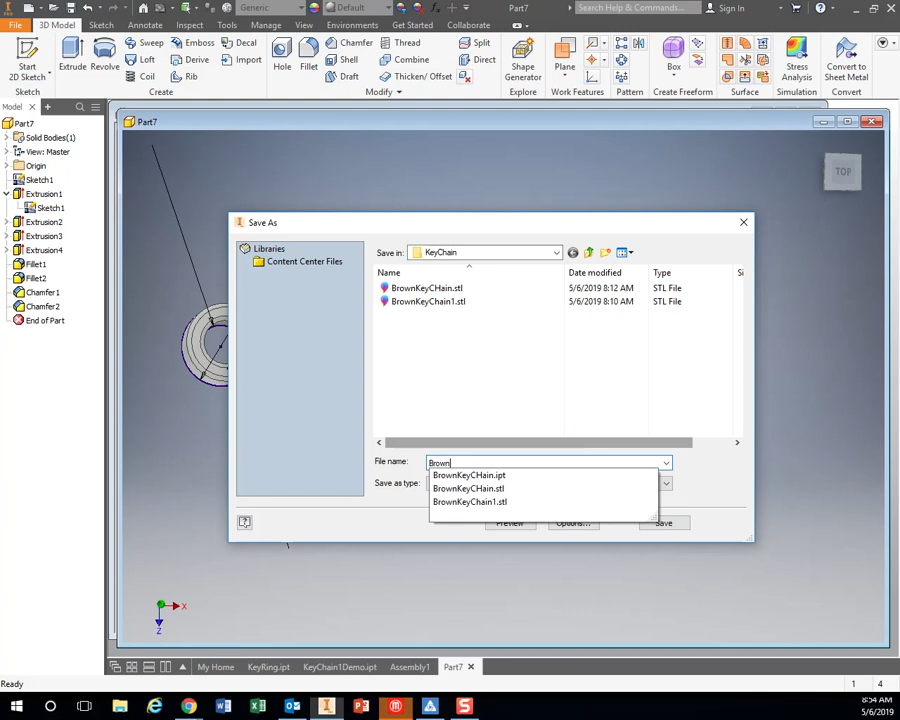 Generic
Default
Part7
Search Help & Commands...
Sign In
File
3D Model
Sketch
Annotate
Inspect
Tools
Manage
View
Environments
Get Started
Collaborate
Start
2D Sketch
Extrude
Revolve
Sweep
Loft
Coil
Emboss
Derive
Rib
Decal
Import
Create
Hole
Fillet
Chamfer
Shell
Draft
Thread
Combine
Thicken/ Offset
Split
Direct
Modify
Shape
Generator
Explore
Plane
Work Features
Pattern
Box
Create Freeform
Surface
Stress
Analysis
Simulation
Convert to
Sheet Metal
Convert
Model
Part7
Solid Bodies(1)
View: Master
Origin
Sketch1
Extrusion1
Sketch1
Extrusion2
Extrusion3
Extrusion4
Fillet1
Fillet2
Chamfer1
Chamfer2
End of Part
Part7
TOP
Save As
Libraries
Content Center Files
Save in:
KeyChain
Name
Date modified
Type
Si
BrownKeyCHain.stl
5/6/2019 8:12 AM
STL File
BrownKeyChain1.stl
5/6/2019 8:10 AM
STL File
File name:
Brown
Save as type:
BrownKeyCHain.ipt
BrownKeyCHain.stl
BrownKeyChain1.stl
Preview
Options...
Save
X
Z
My Home
KeyRing.ipt
KeyChain1Demo.ipt
Assembly1
Part7
Ready
1
4
8:54 AM
5/6/2019